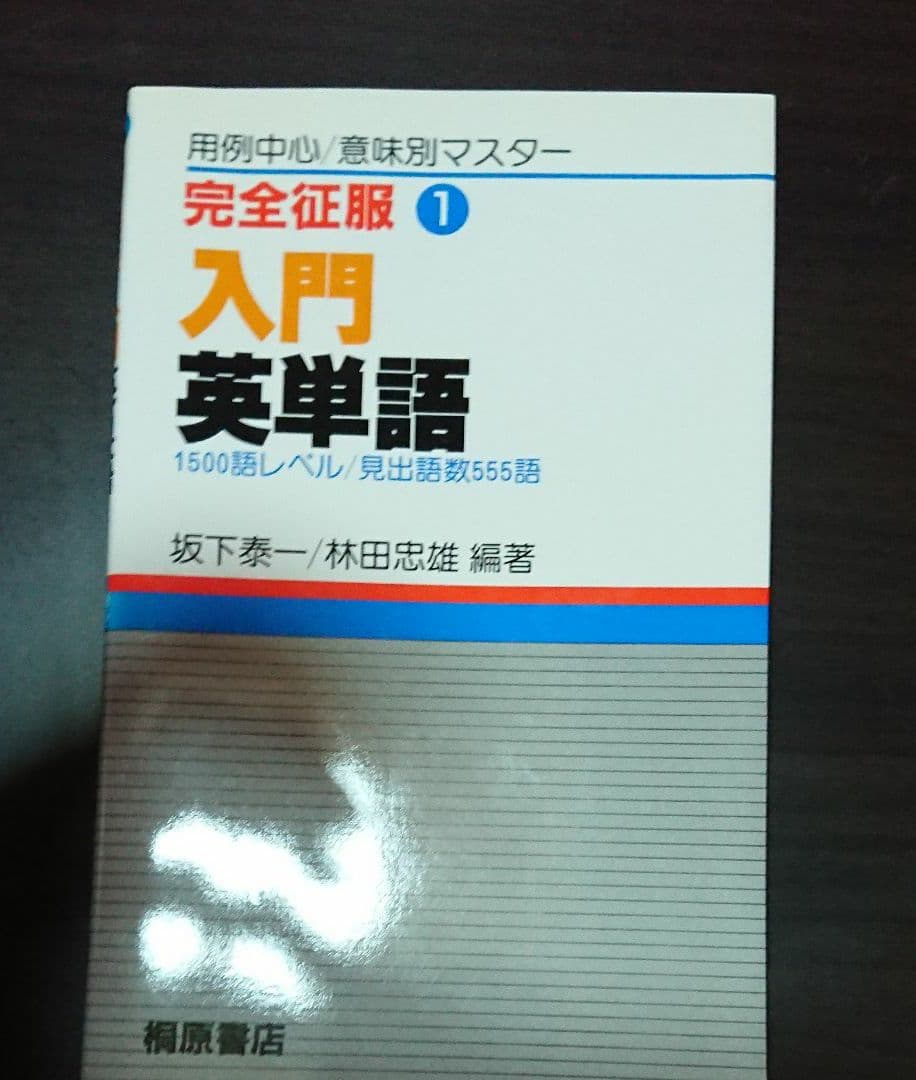 用例中心/意味別マスター
完全征服 1
入門
英単語
1500語レベル/見出語数555語
坂下泰一/林田忠雄 編著
桐原書店